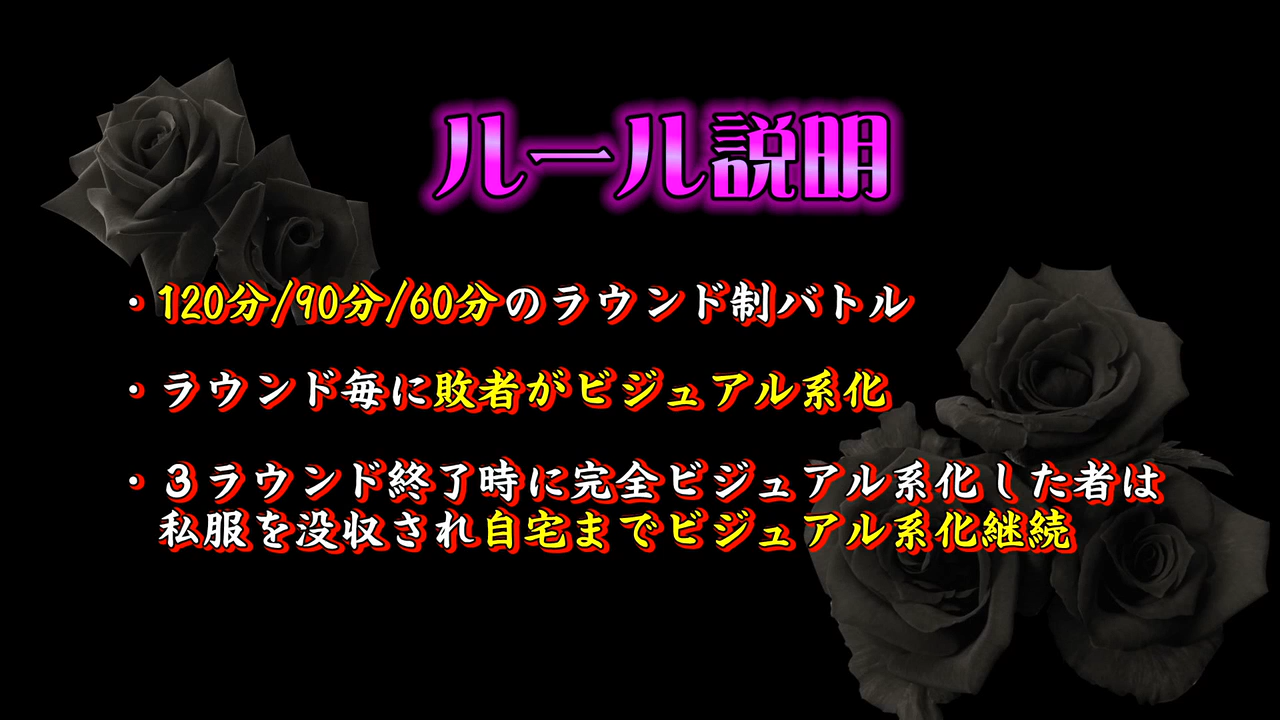 ルール説明
・120分/90分/60分のラウンド制バトル
・ラウンド毎に敗者がビジュアル系化
・３ラウンド終了時に完全ビジュアル系化した者は
私服を没収され自宅までビジュアル系化継続